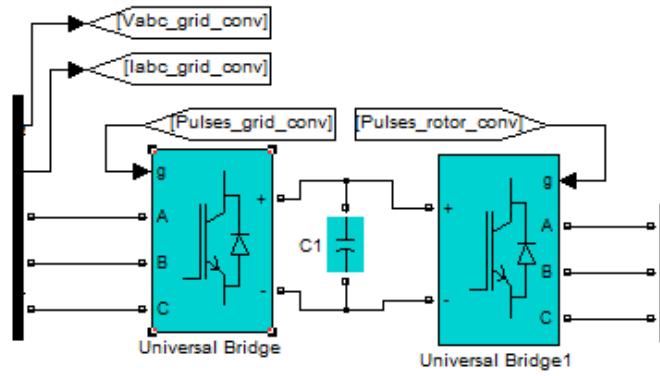 [Vabc_grid_conv]
[Iabc_grid_conv]
[Pulses_grid_conv]
[Pulses_rotor_conv]
g
A
B
C
+
-
C1
+
-
g
A
B
C
Universal Bridge
Universal Bridge1